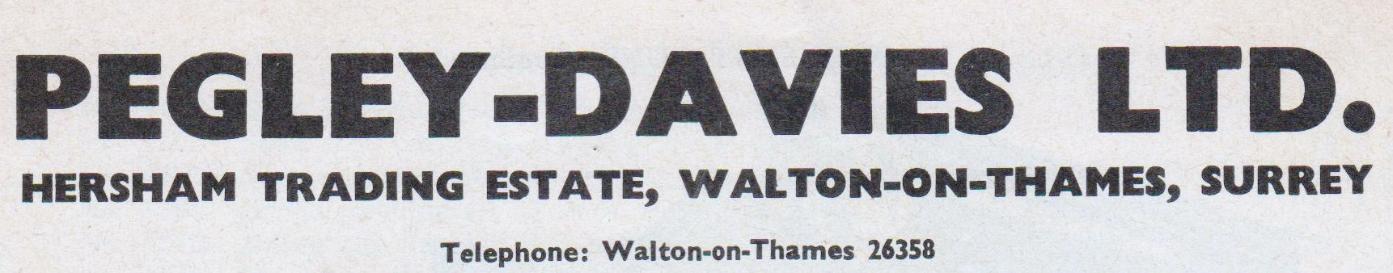 PEGLEY-DAVIES LTD.
HERSHAM TRADING ESTATE, WALTON-ON-THAMES, SURREY
Telephone: Walton-on-Thames 26358